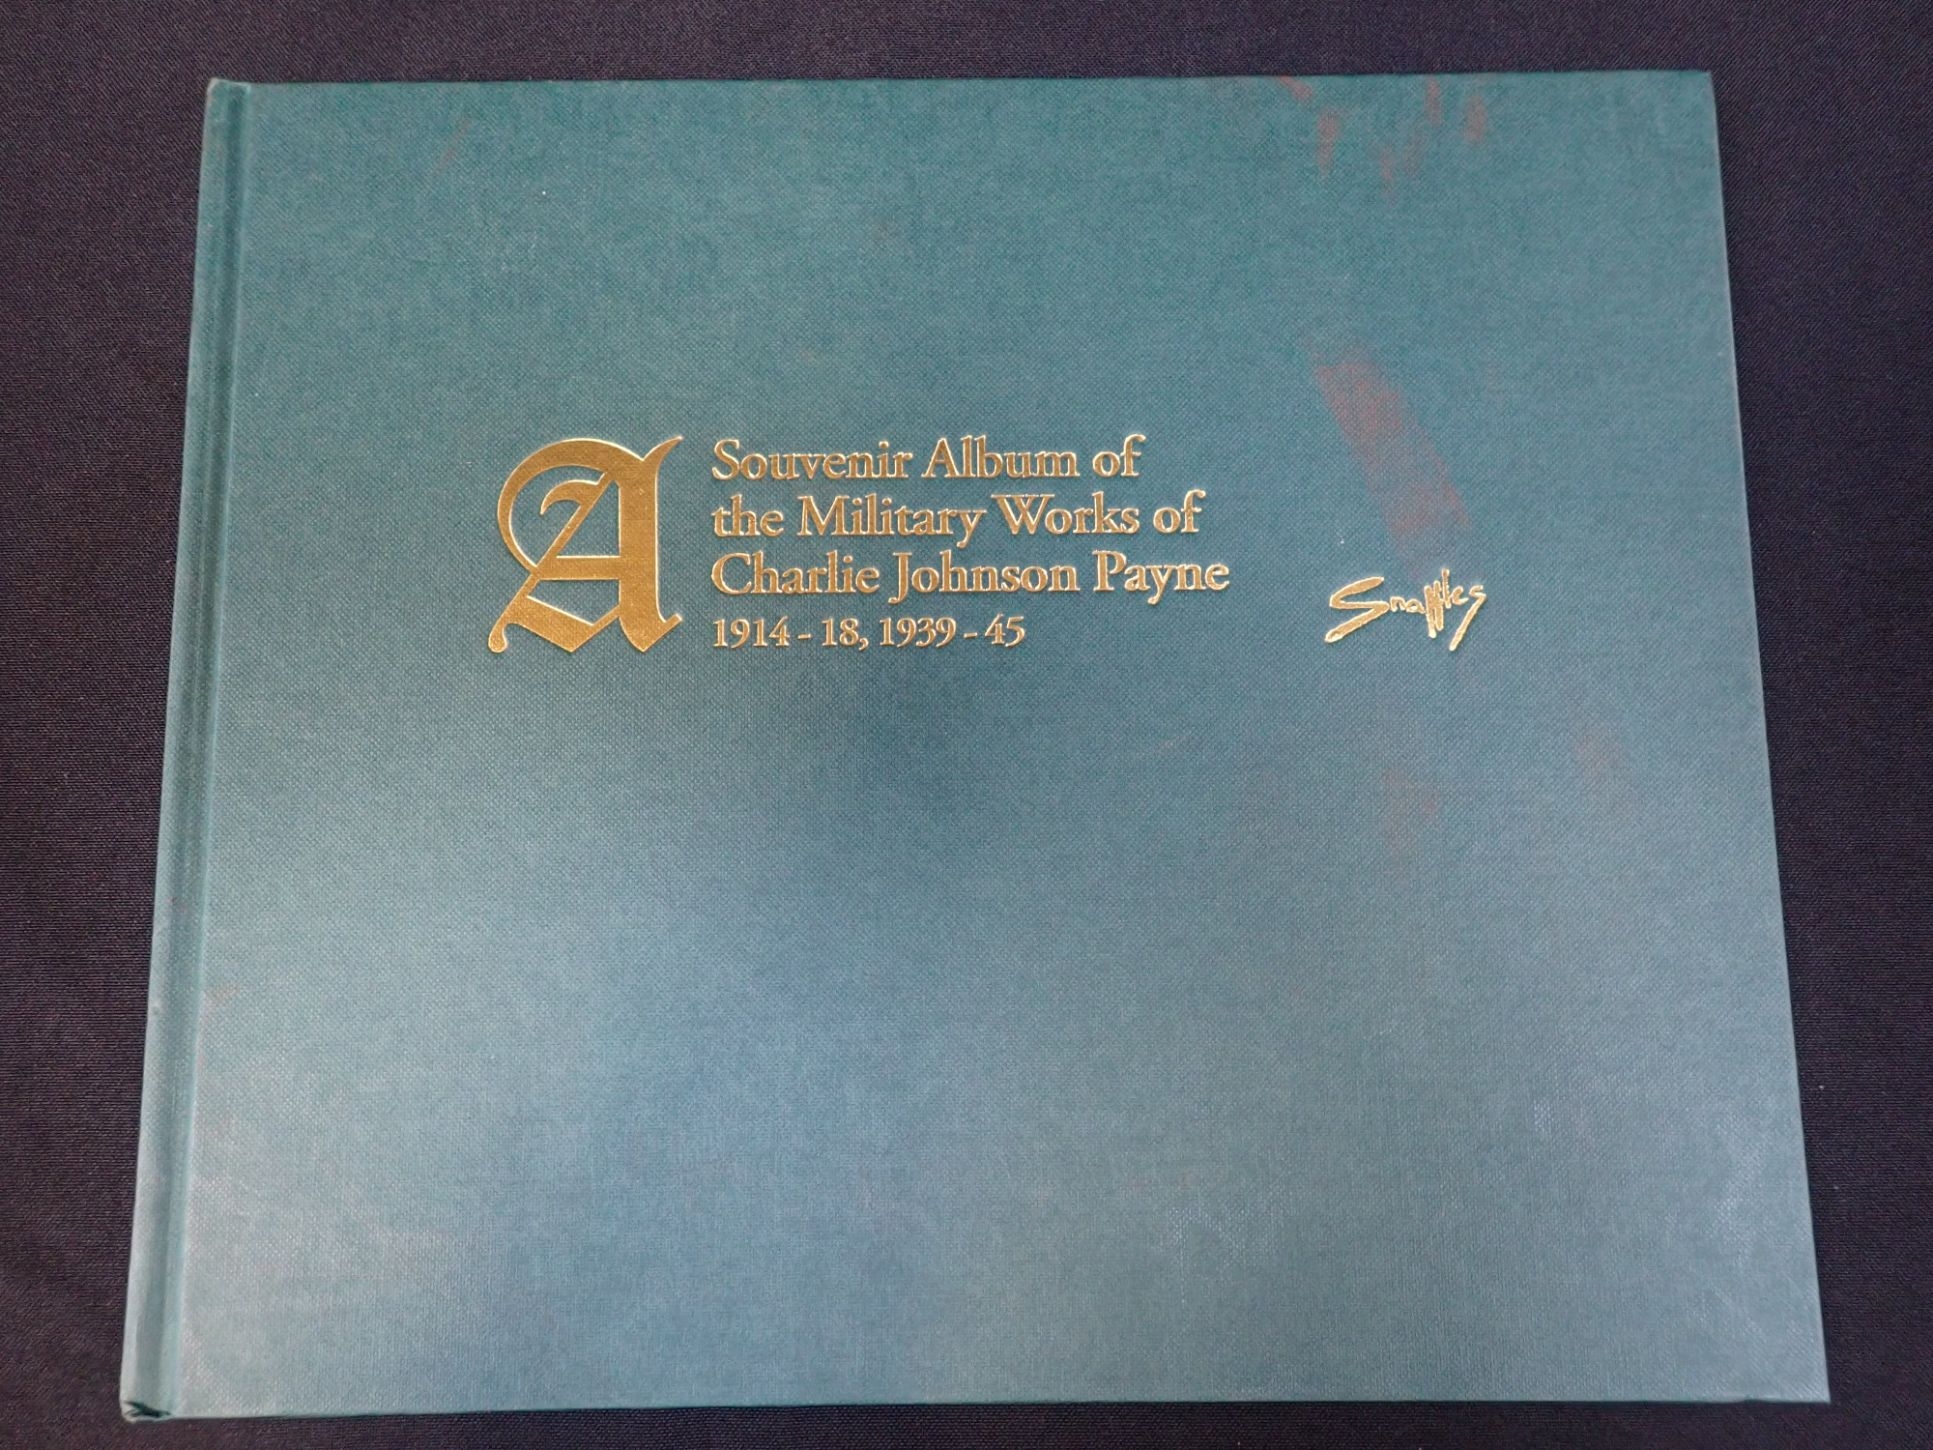 A Souvenir Album of
the Military Works of
Charlie Johnson Payne
1914 - 18, 1939 - 45
Snaffles